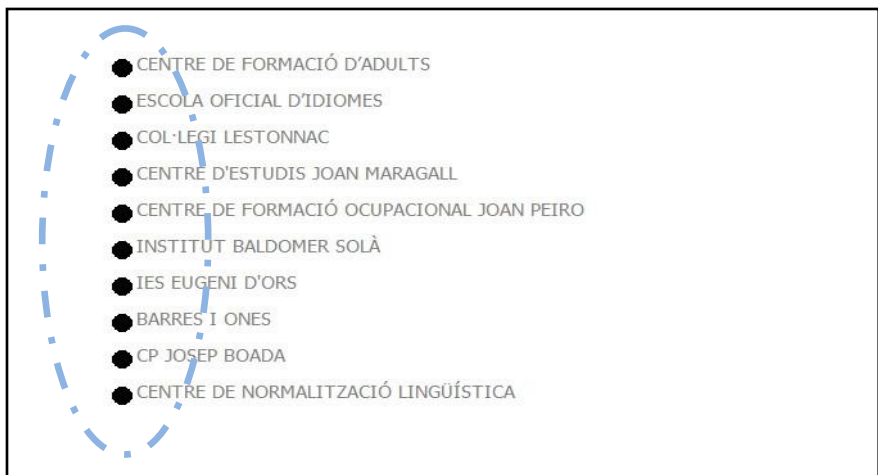 CENTRE DE FORMACIÓ D’ADULTS
ESCOLA OFICIAL D’IDIOMES
COL·LEGI LESTONNAC
CENTRE D'ESTUDIS JOAN MARAGALL
CENTRE DE FORMACIÓ OCUPACIONAL JOAN PEIRO
INSTITUT BALDOMER SOLÀ
IES EUGENI D'ORS
BARRES I ONES
CP JOSEP BOADA
CENTRE DE NORMALITZACIÓ LINGÜÍSTICA